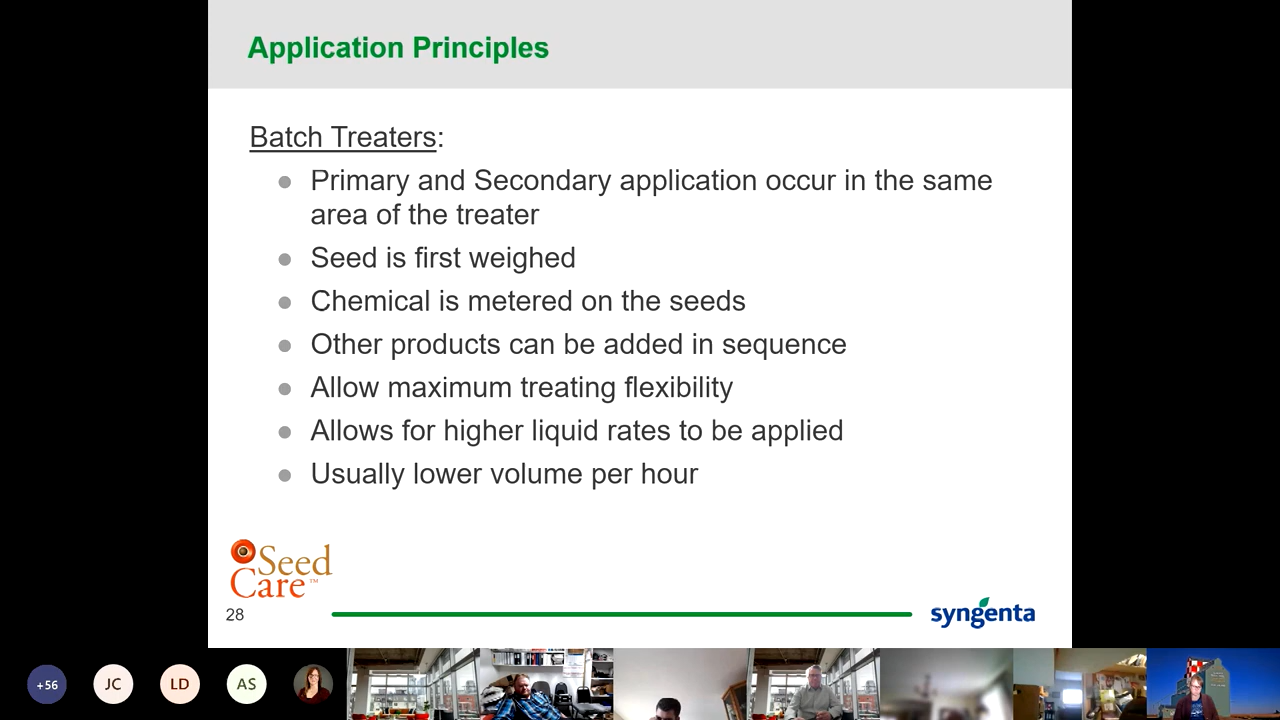 Application Principles
Batch Treaters:
Primary and Secondary application occur in the same
area of the treater
Seed is first weighed
Chemical is metered on the seeds
Other products can be added in sequence
Allow maximum treating flexibility
Allows for higher liquid rates to be applied
Usually lower volume per hour
Seed
Care™
28
syngenta
+56
JC
LD
AS